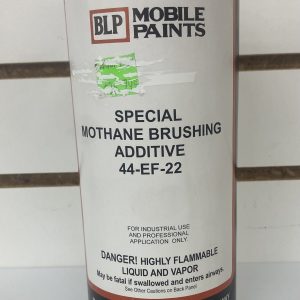 BLP MOBILE
PAINTS
SPECIAL
MOTHANE BRUSHING
ADDITIVE
44-EF-22
FOR INDUSTRIAL USE
AND PROFESSIONAL
APPLICATION ONLY.
DANGER! HIGHLY FLAMMABLE
LIQUID AND VAPOR
May be fatal if swallowed and enters airways.
See Other Cautions on Back Panel